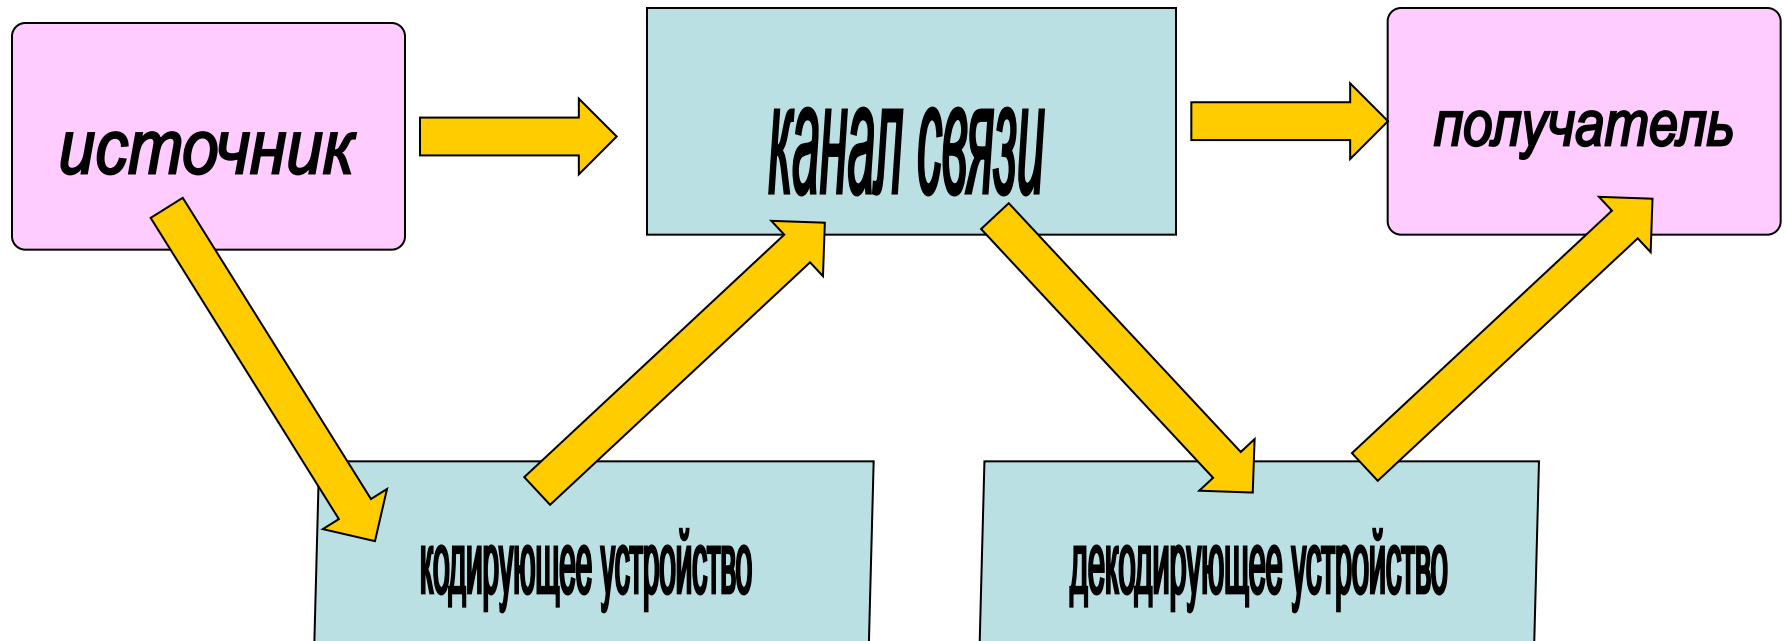 источник
канал связи
получатель
кодирующее устройство
декодирующее устройство